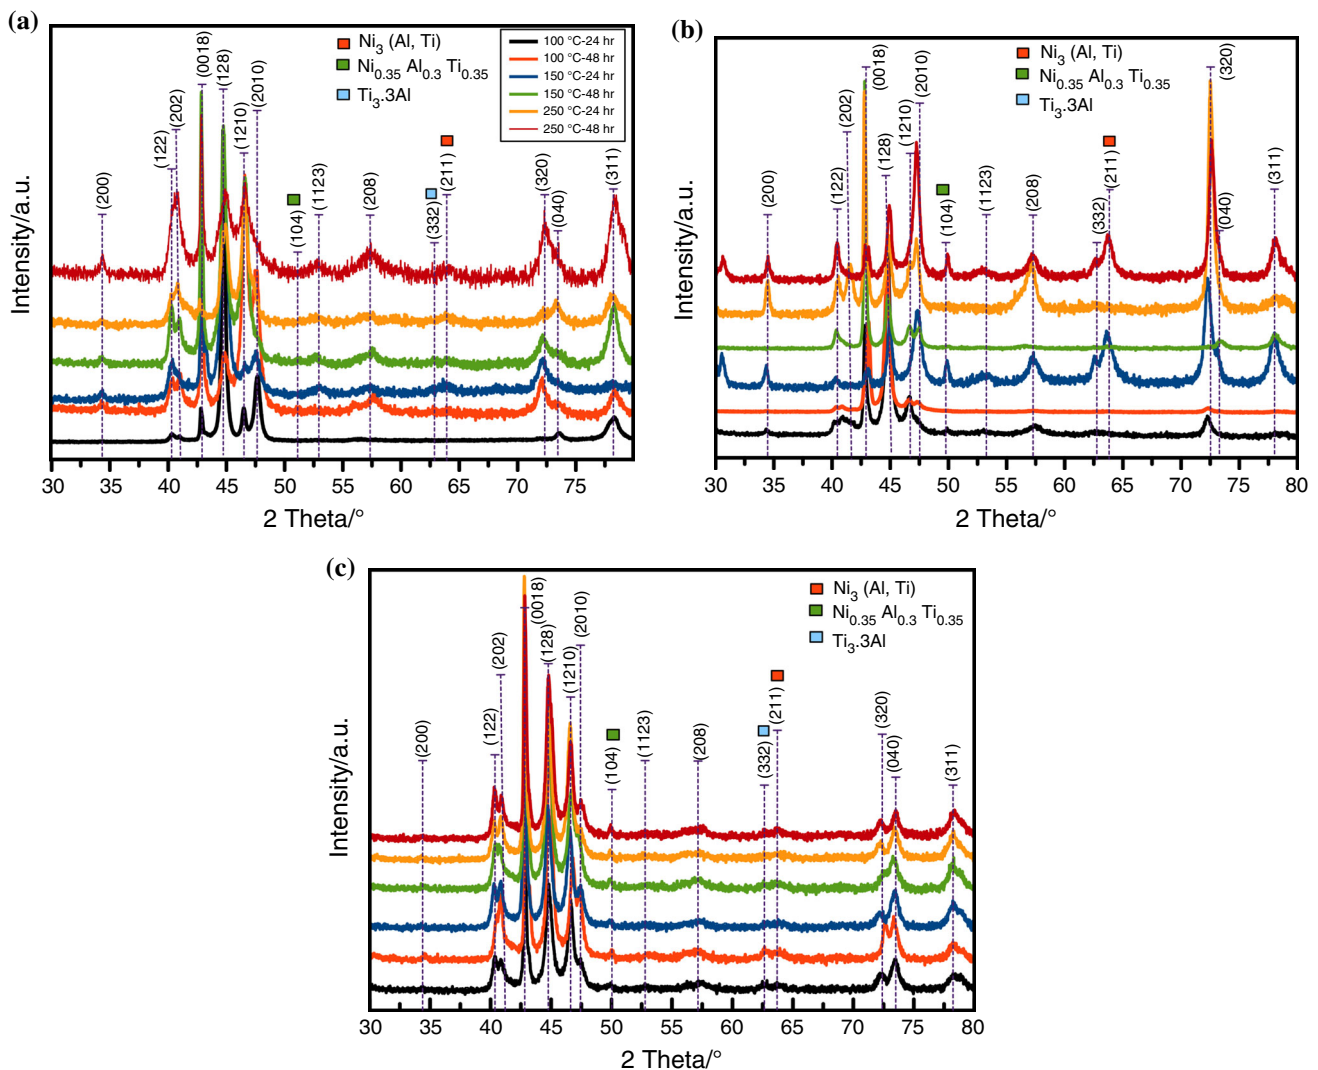 (a)
Intensity/a.u.
(200)
(122)
(202)
(0018)
(128)
(1210)
(2010)
(104)
(1123)
(208)
(332)
(211)
(320)
(040)
(311)
Ni3 (Al, Ti)
Ni0.35 Al0.3 Ti0.35
Ti3.3Al
100 °C-24 hr
100 °C-48 hr
150 °C-24 hr
150 °C-48 hr
250 °C-24 hr
250 °C-48 hr
30 35 40 45 50 55 60 65 70 75
2 Theta/°
(b)
Intensity/a.u.
(200)
(122)
(202)
(0018)
(128)
(1210)
(2010)
(104)
(1123)
(208)
(332)
(211)
(320)
(040)
(311)
Ni3 (Al, Ti)
Ni0.35 Al0.3 Ti0.35
Ti3.3Al
30 35 40 45 50 55 60 65 70 75 80
2 Theta/°
(c)
Intensity/a.u.
(200)
(122)
(202)
(0018)
(128)
(1210)
(2010)
(104)
(1123)
(208)
(332)
(211)
(320)
(040)
(311)
Ni3 (Al, Ti)
Ni0.35 Al0.3 Ti0.35
Ti3.3Al
30 35 40 45 50 55 60 65 70 75 80
2 Theta/°